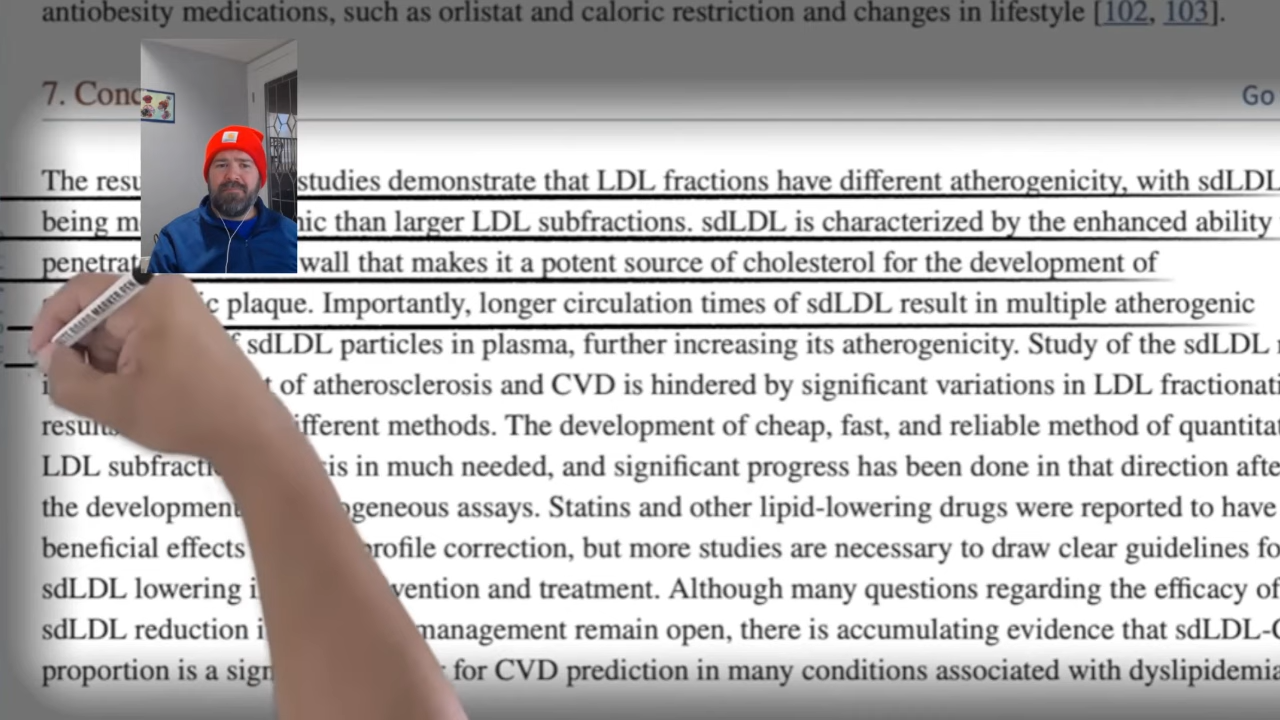 antiobesity medications, such as orlistat and caloric restriction and changes in lifestyle [102, 103].
7. Conc
Go
The resu studies demonstrate that LDL fractions have different atherogenicity, with sdLDL
being m ic than larger LDL subfractions. sdLDL is characterized by the enhanced ability
penetrat wall that makes it a potent source of cholesterol for the development of
c plaque. Importantly, longer circulation times of sdLDL result in multiple atherogenic
sdLDL particles in plasma, further increasing its atherogenicity. Study of the sdLDL
t of atherosclerosis and CVD is hindered by significant variations in LDL fractionati
results ifferent methods. The development of cheap, fast, and reliable method of quantitat
LDL subfracti is in much needed, and significant progress has been done in that direction afte
the development ogeneous assays. Statins and other lipid-lowering drugs were reported to have
beneficial effects rofile correction, but more studies are necessary to draw clear guidelines fo
sdLDL lowering i vention and treatment. Although many questions regarding the efficacy of
sdLDL reduction i management remain open, there is accumulating evidence that sdLDL-C
proportion is a sign for CVD prediction in many conditions associated with dyslipidemia